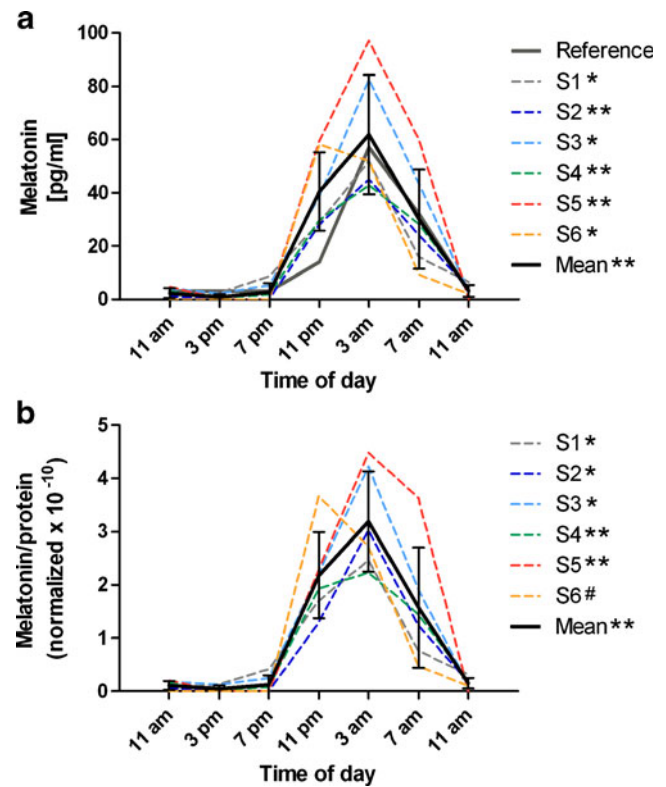 a
Melatonin
[pg/ml]
100
80
60
40
20
0
11 am
3 pm
7 pm
11 pm
3 am
7 am
11 am
Time of day
Reference
S1 *
S2 **
S3 *
S4 **
S5 **
S6 *
Mean **
b
Melatonin/protein
(normalized x 10⁻¹⁰)
5
4
3
2
1
0
11 am
3 pm
7 pm
11 pm
3 am
7 am
11 am
Time of day
S1 *
S2 *
S3 *
S4 **
S5 **
S6 #
Mean **